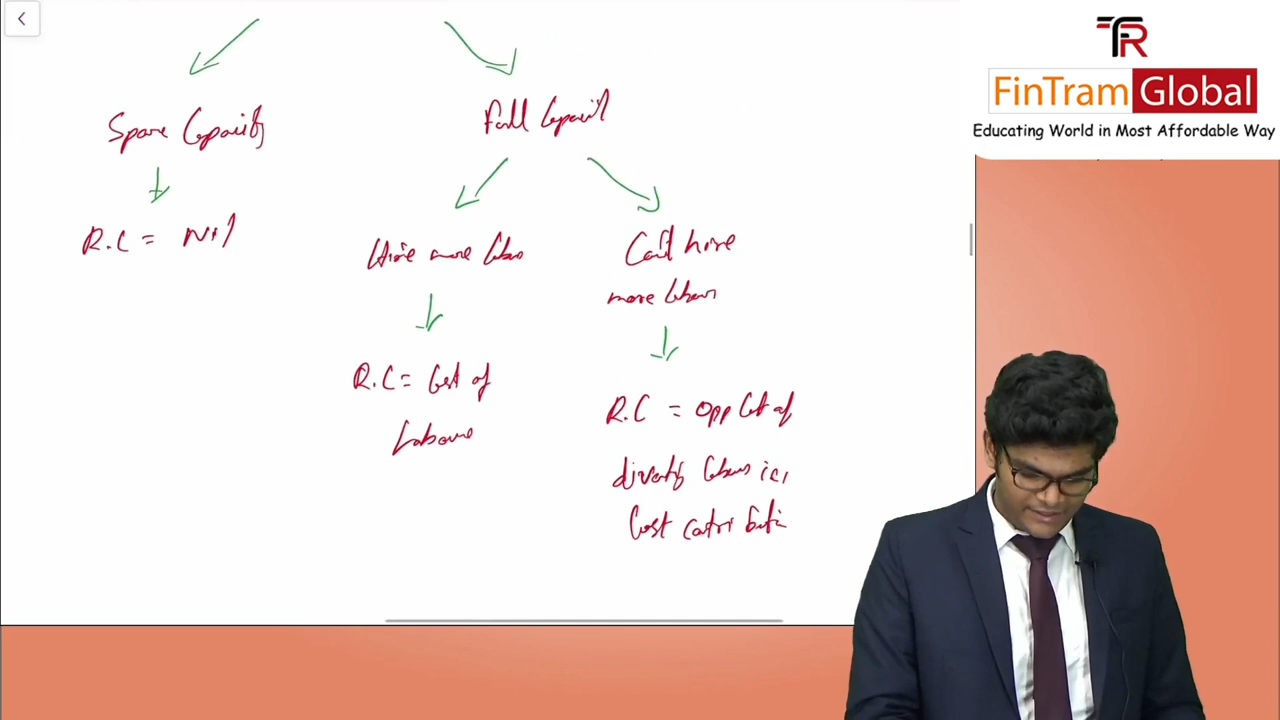 TR
FinTram Global
Educating World in Most Affordable Way
Spare Capacity
Full Capacity
R.C = Nil
Hire more labour
Can't hire
more labour
R.C = Cost of
Labour
R.C = opp Cost of
diverting labour i.e,
Lost contribution